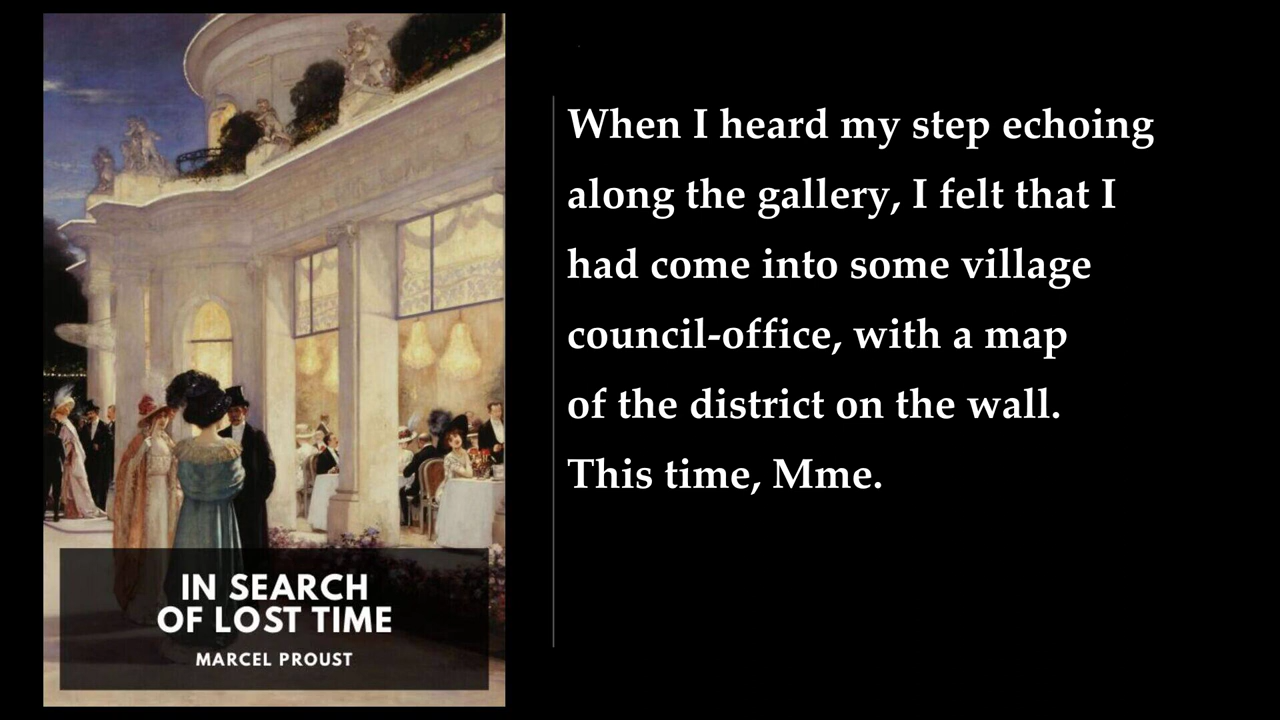 When I heard my step echoing
along the gallery, I felt that I
had come into some village
council-office, with a map
of the district on the wall.
This time, Mme.
IN SEARCH
OF LOST TIME
MARCEL PROUST